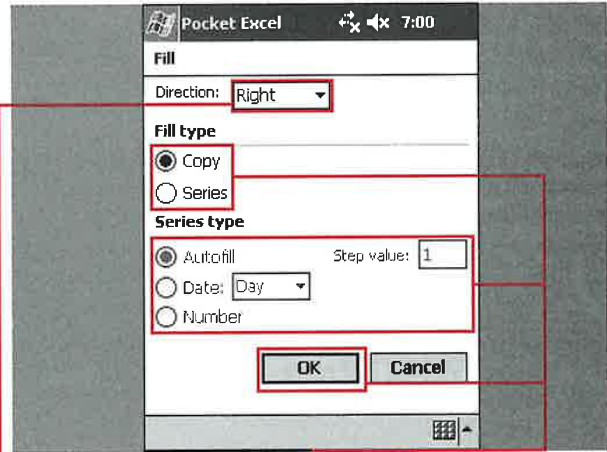 Pocket Excel 7:00
Fill
Direction: Right
Fill type
Copy
Series
Series type
Autofill Step value: 1
Date: Day
Number
OK Cancel